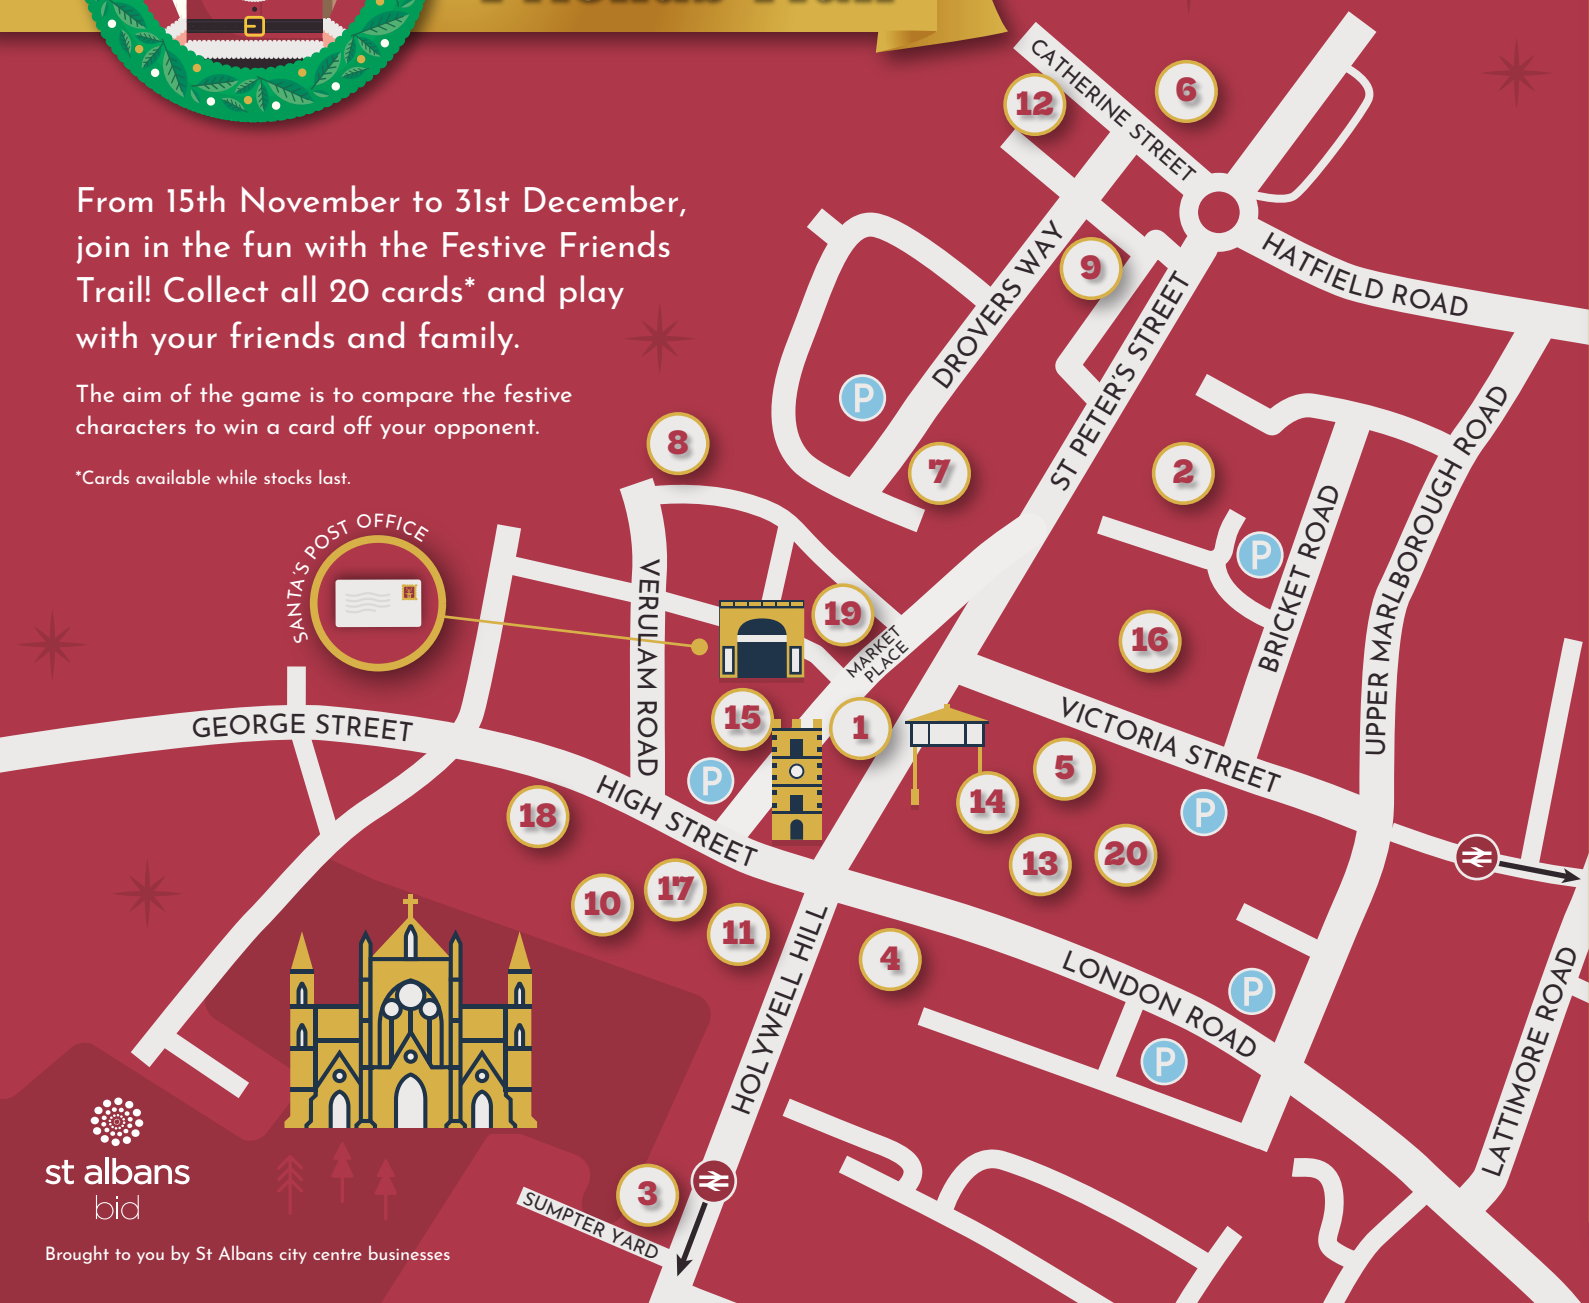 CATHERINE STREET
12
6
From 15th November to 31st December,
join in the fun with the Festive Friends
Trail! Collect all 20 cards* and play
with your friends and family.
The aim of the game is to compare the festive
characters to win a card off your opponent.
*Cards available while stocks last.
HATFIELD ROAD
DROVERS WAY
9
ST PETER'S STREET
P
8
7
2
UPPER MARLBOROUGH ROAD
BRICKET ROAD
P
SANTA'S POST OFFICE
VERULAM ROAD
19
MARKET
PLACE
16
GEORGE STREET
15
1
VICTORIA STREET
P
5
HIGH STREET
18
14
P
13
20
10
17
11
HOLYWELL HILL
4
LONDON ROAD
P
P
LATTIMORE ROAD
st albans
bid
3
SUMPTER YARD
Brought to you by St Albans city centre businesses